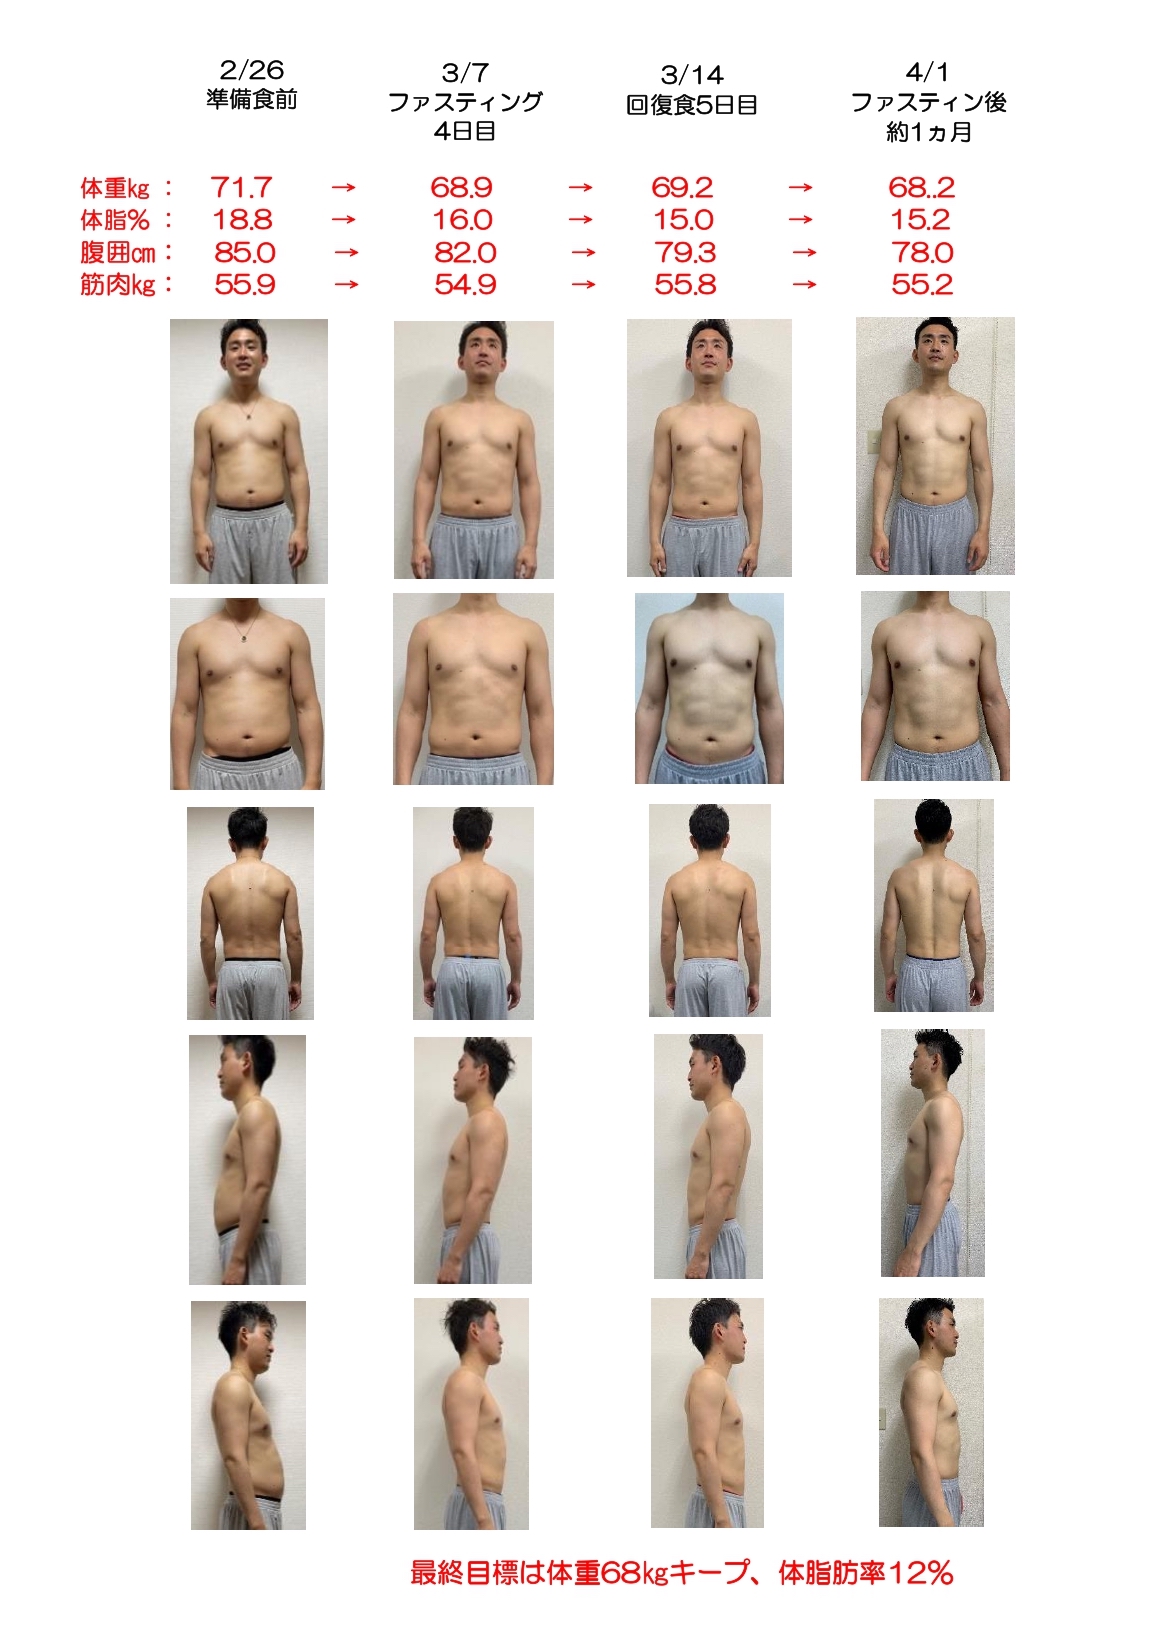 2/26
準備食前
3/7
ファスティング
4日目
3/14
回復食5日目
4/1
ファスティン後
約1ヵ月
体重kg : 71.7 → 68.9 → 69.2 → 68..2
体脂% : 18.8 → 16.0 → 15.0 → 15.2
腹囲cm : 85.0 → 82.0 → 79.3 → 78.0
筋肉kg : 55.9 → 54.9 → 55.8 → 55.2
最終目標は体重68kgキープ、体脂肪率12%